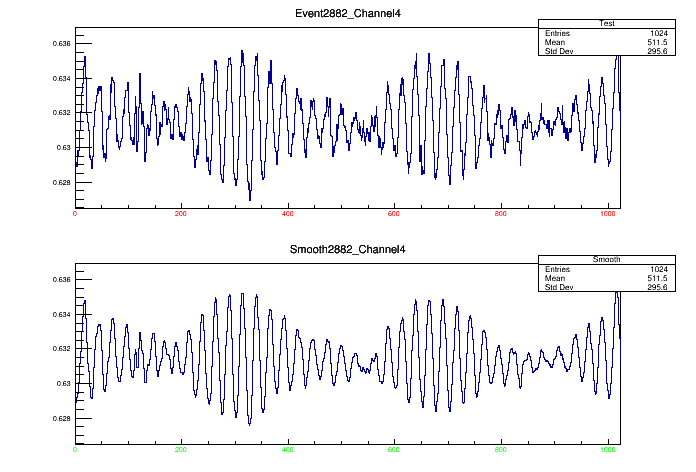 Event2882_Channel4
Test
Entries 1024
Mean 511.5
Std Dev 295.6
0.636
0.634
0.632
0.63
0.628
0 200 400 600 800 1000
Smooth2882_Channel4
Smooth
Entries 1024
Mean 511.5
Std Dev 295.6
0.636
0.634
0.632
0.63
0.628
0 200 400 600 800 1000